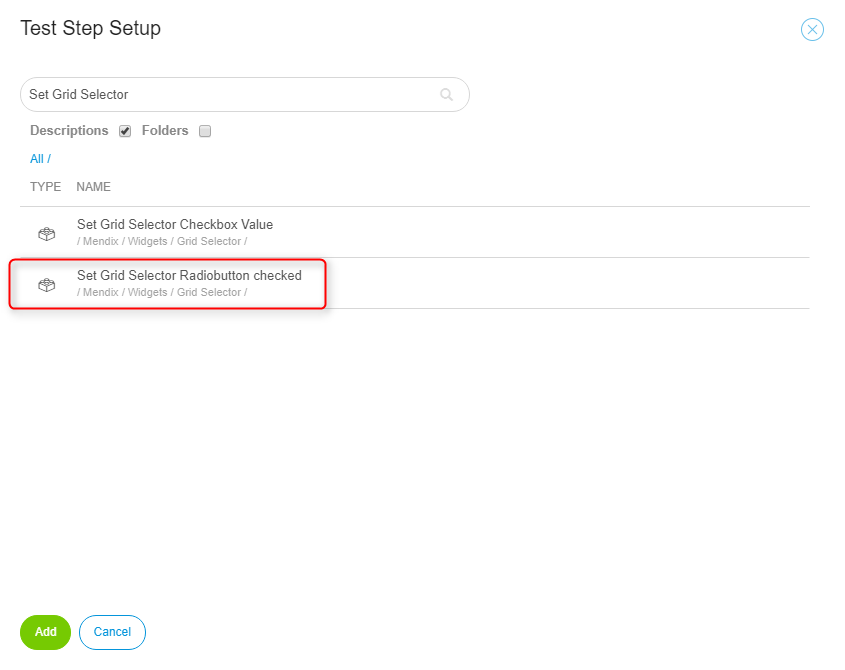 Test Step Setup
Set Grid Selector
Descriptions Folders
All /
TYPE NAME
Set Grid Selector Checkbox Value
/ Mendix / Widgets / Grid Selector /
Set Grid Selector Radiobutton checked
/ Mendix / Widgets / Grid Selector /
Add Cancel